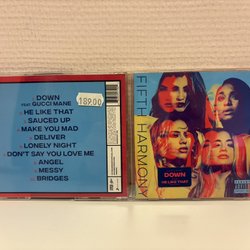 DOWN
FEAT. GUCCI MANE
HE LIKE THAT
SAUCED UP
MAKE YOU MAD
DELIVER
LONELY NIGHT
DON'T SAY YOU LOVE ME
ANGEL
MESSY
BRIDGES
189.00
FIFTH HARMONY
DOWN
HE LIKE THAT